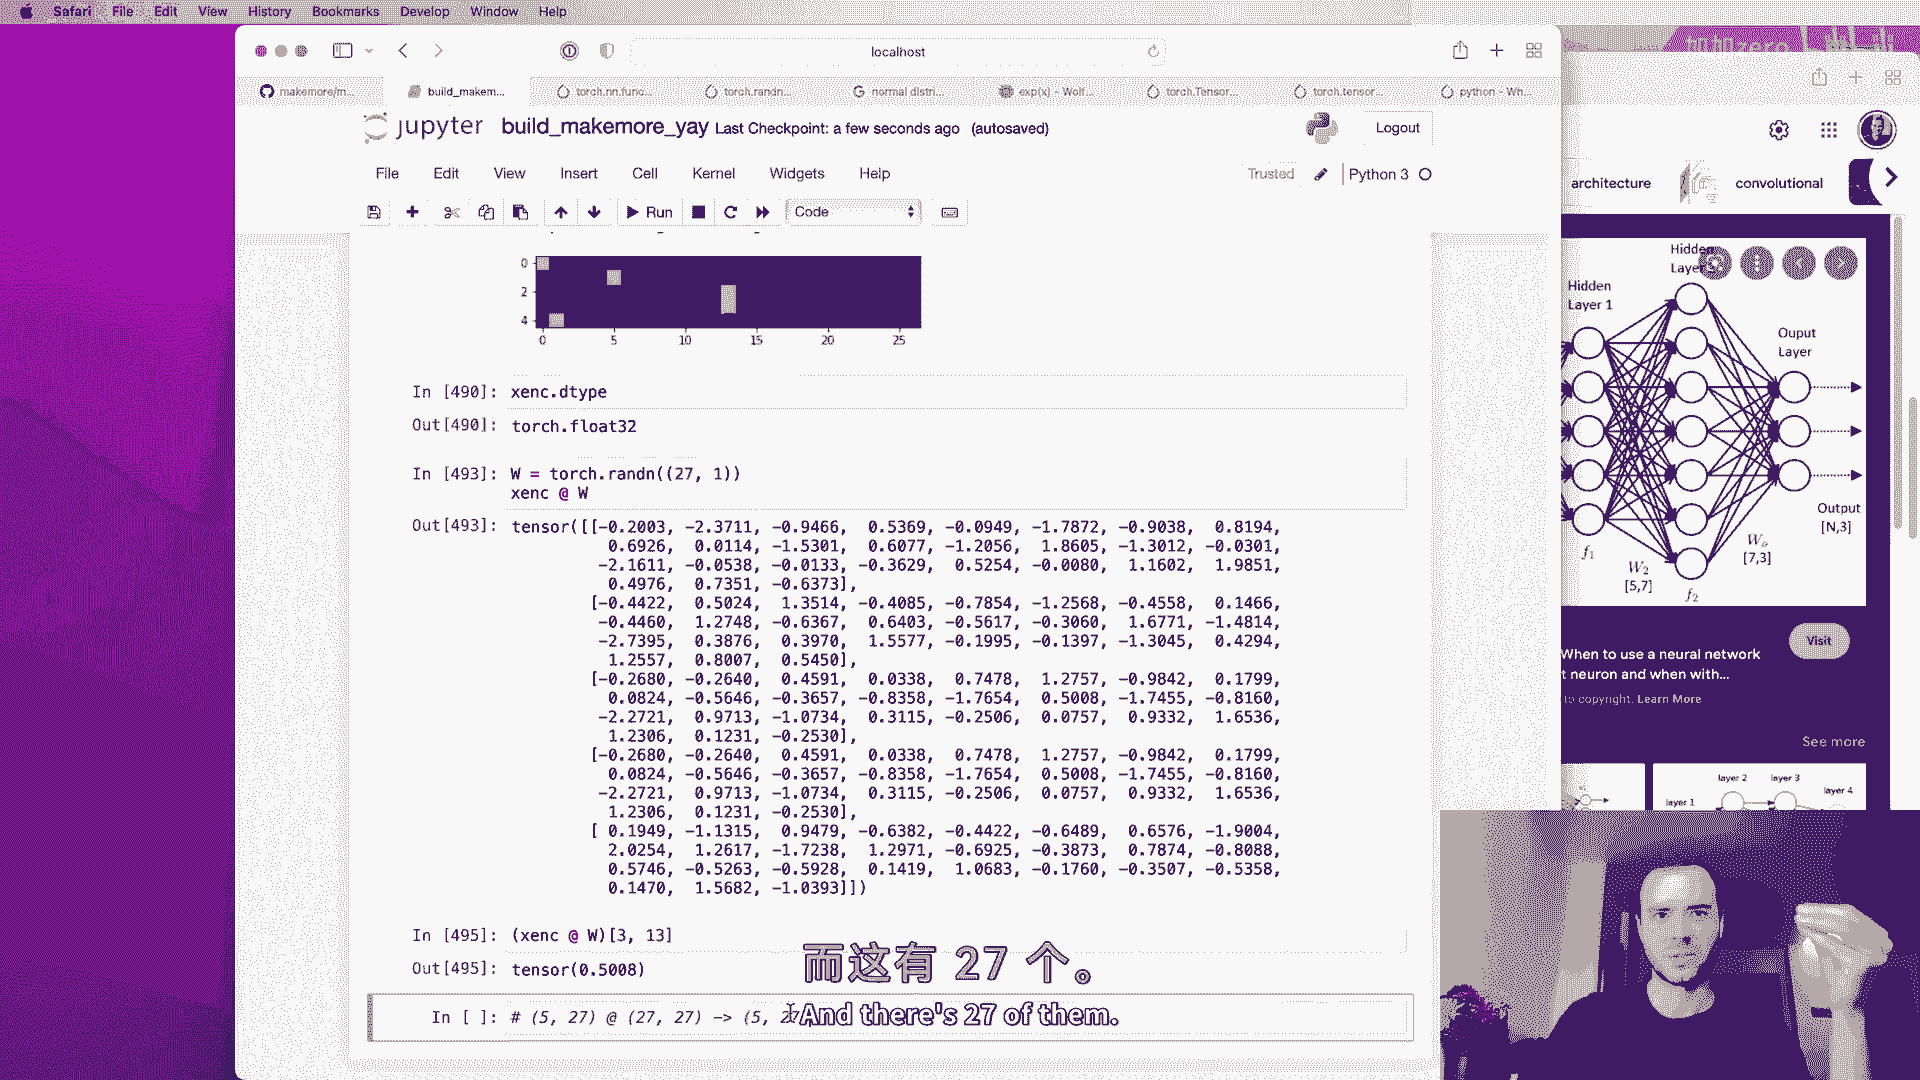 Safari File Edit View History Bookmarks Develop Window Help
localhost
makemore/m... build_makem... torch.nn.func... torch.randn... normal distri... exp(x) - Wolf... torch.Tensor... torch.tensor... python - Wh...
jupyter build_makemore_yay Last Checkpoint: a few seconds ago (autosaved)
Logout
File Edit View Insert Cell Kernel Widgets Help
Trusted Python 3
Run Code
0
2
4
0 5 10 15 20 25
In [490]: xenc.dtype
Out[490]: torch.float32
In [493]: W = torch.randn((27, 1))
xenc @ W
Out[493]: tensor([[-0.2003, -2.3711, -0.9466, 0.5369, -0.0949, -1.7872, -0.9038, 0.8194,
0.6926, 0.0114, -1.5301, 0.6077, -1.2056, 1.8605, -1.3012, -0.0301,
-2.1611, -0.0538, -0.0133, -0.3629, 0.5254, -0.0080, 1.1602, 1.9851,
0.4976, 0.7351, -0.6373],
[-0.4422, 0.5024, 1.3514, -0.4085, -0.7854, -1.2568, -0.4558, 0.1466,
-0.4460, 1.2748, -0.6367, 0.6403, -0.5617, -0.3060, 1.6771, -1.4814,
-2.7395, 0.3876, 0.3970, 1.5577, -0.1995, -0.1397, -1.3045, 0.4294,
1.2557, 0.8007, 0.5450],
[-0.2680, -0.2640, 0.4591, 0.0338, 0.7478, 1.2757, -0.9842, 0.1799,
0.0824, -0.5646, -0.3657, -0.8358, -1.7654, 0.5008, -1.7455, -0.8160,
-2.2721, 0.9713, -1.0734, 0.3115, -0.2506, 0.0757, 0.9332, 1.6536,
1.2306, 0.1231, -0.2530],
[-0.2680, -0.2640, 0.4591, 0.0338, 0.7478, 1.2757, -0.9842, 0.1799,
0.0824, -0.5646, -0.3657, -0.8358, -1.7654, 0.5008, -1.7455, -0.8160,
-2.2721, 0.9713, -1.0734, 0.3115, -0.2506, 0.0757, 0.9332, 1.6536,
1.2306, 0.1231, -0.2530],
[ 0.1949, -1.1315, 0.9479, -0.6382, -0.4422, -0.6489, 0.6576, -1.9004,
2.0254, 1.2617, -1.7238, 1.2971, -0.6925, -0.3873, 0.7874, -0.8088,
0.5746, -0.5263, -0.5928, 0.1419, 1.0683, -0.1760, -0.3507, -0.5358,
0.1470, 1.5682, -1.0393]])
In [495]: (xenc @ W)[3, 13]
Out[495]: tensor(0.5008)
In [ ]: # (5, 27) @ (27, 27) -> (5, 27)
而这有 27 个。
And there's 27 of them.
zero
architecture convolutional
Hidden
Layer
Hidden
Layer 1
Ouput
Layer
Output
[N,3]
f1
W2
[5,7]
f2
Wo
[7,3]
Visit
When to use a neural network
t neuron and when with...
to copyright. Learn More
See more
layer 1
layer 2 layer 3
layer 4